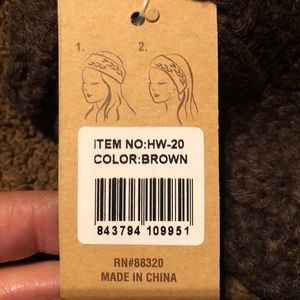 1.
2.
ITEM NO:HW-20
COLOR:BROWN
843794 109951
RN#88320
MADE IN CHINA